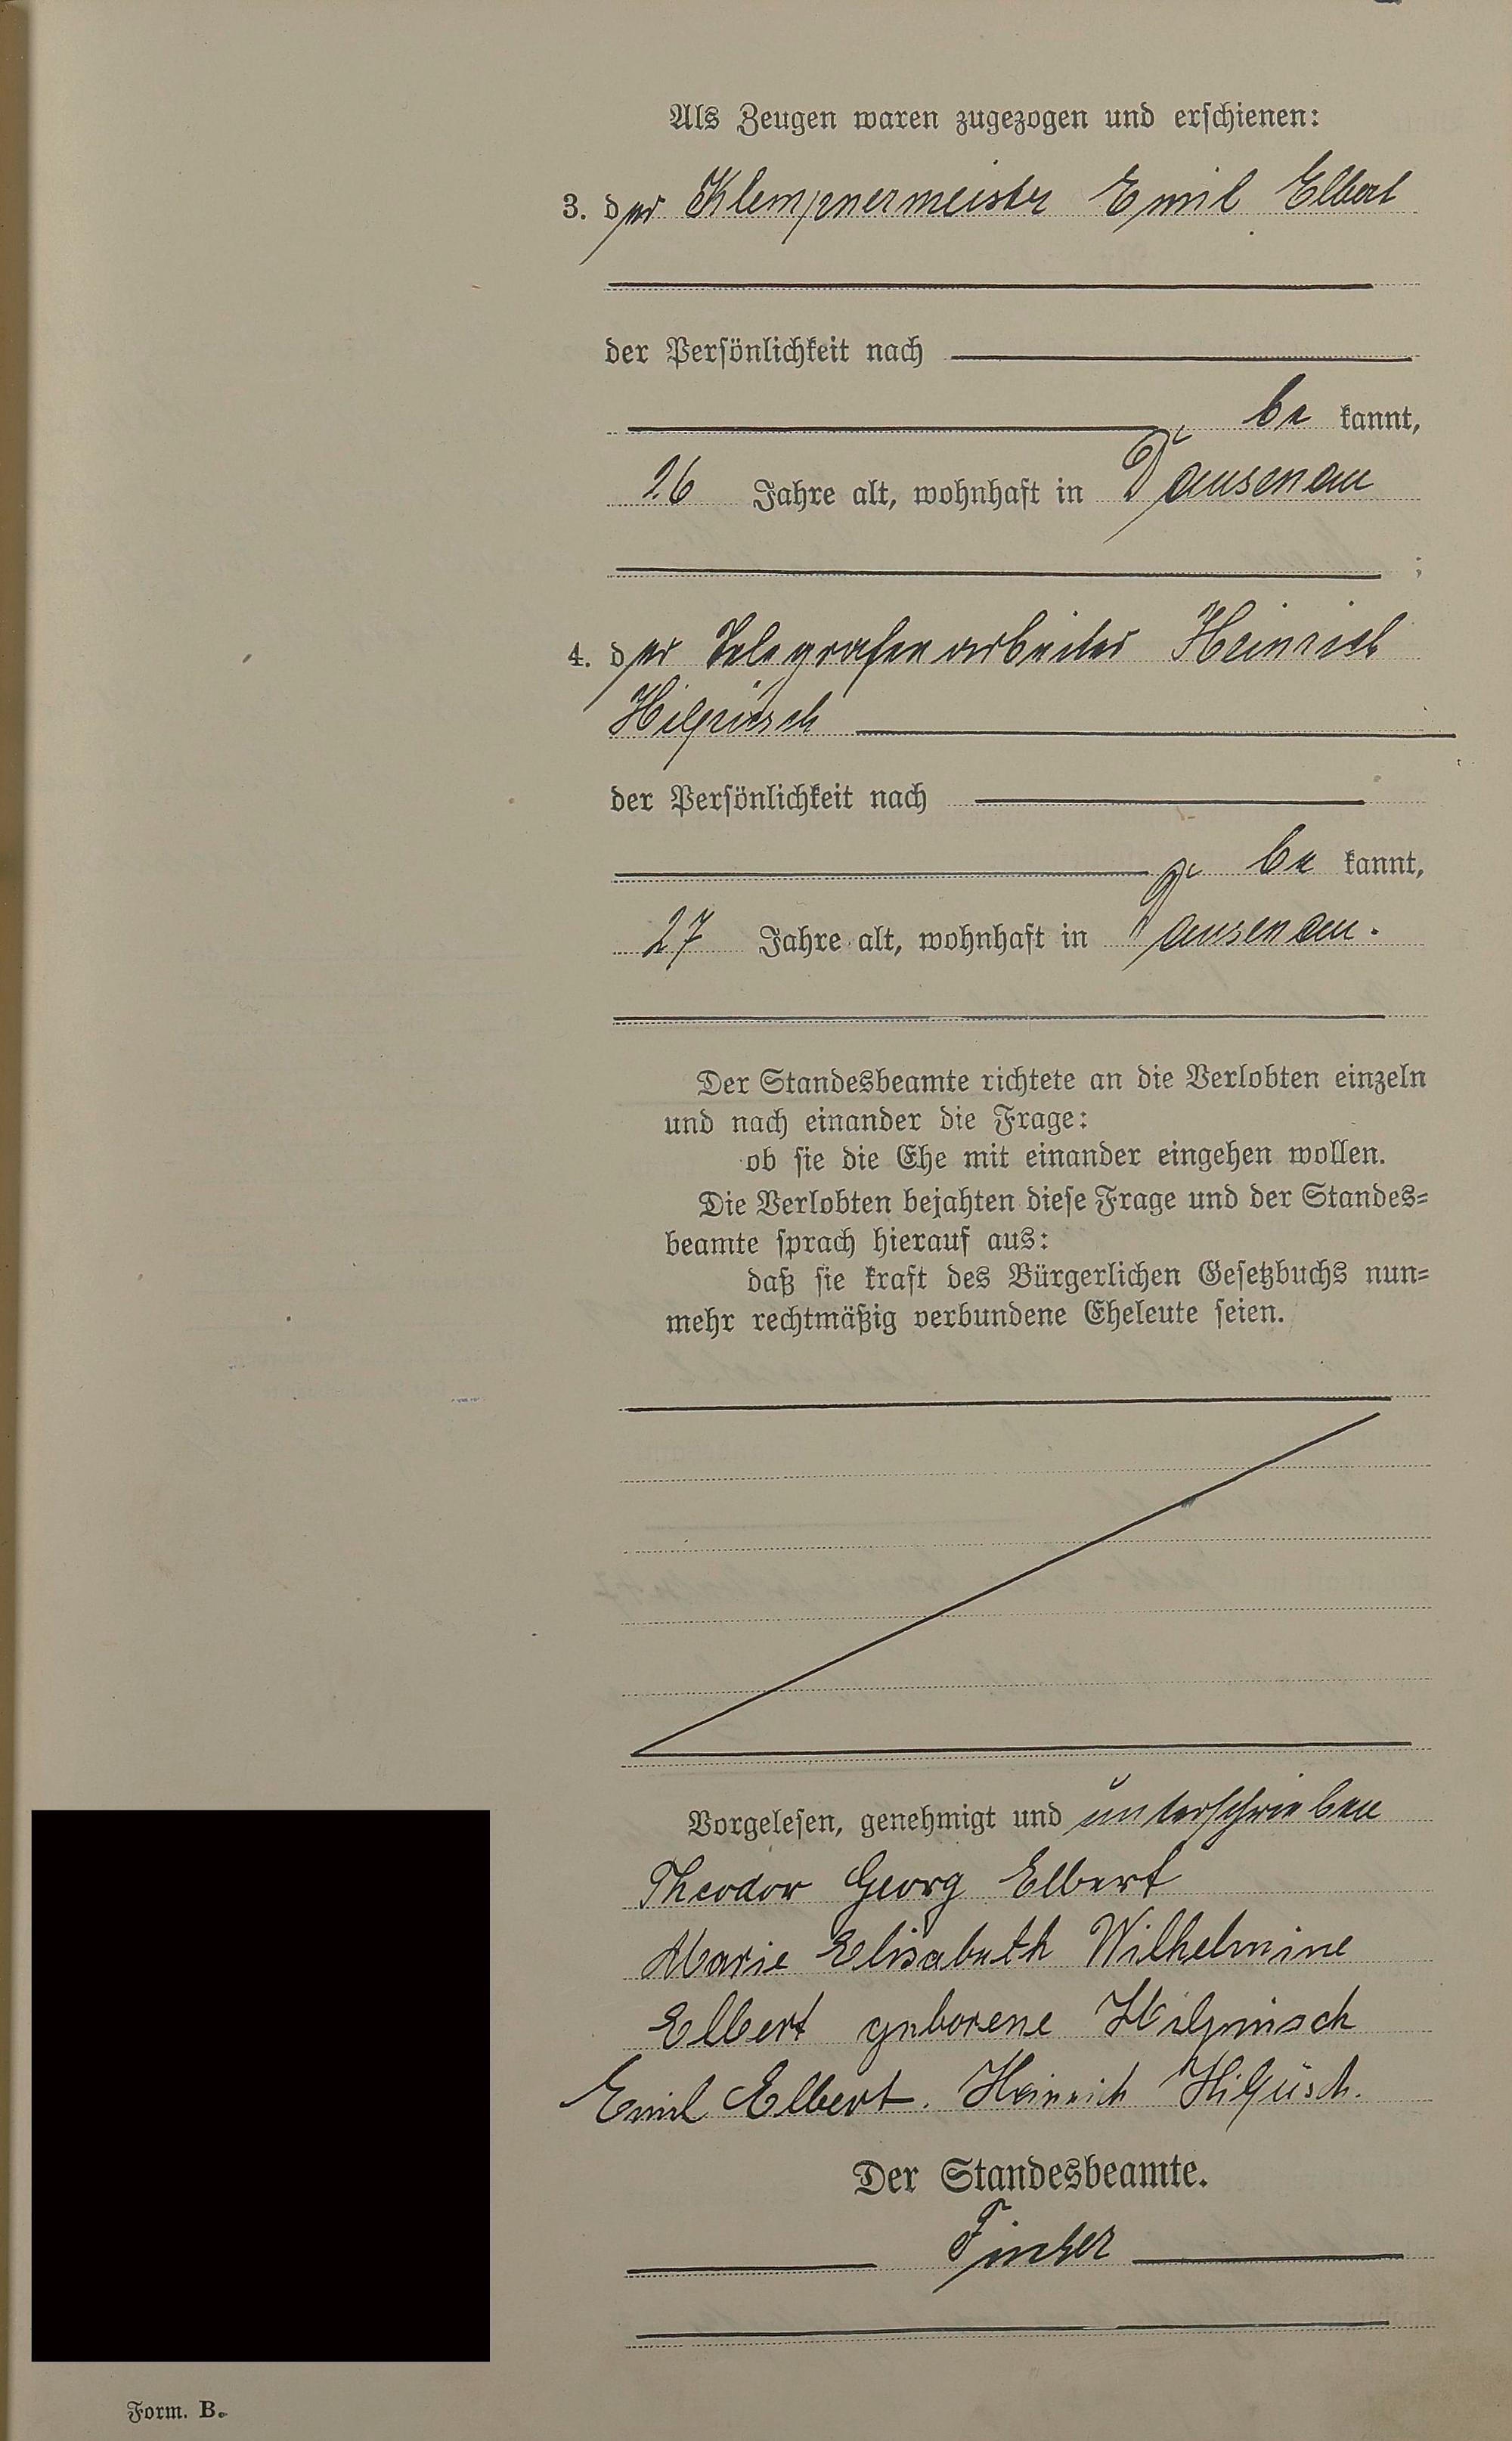 Als Zeugen waren zugezogen und erschienen:
3. der Klempnermeister Emil Elbert
der Persönlichkeit nach
be kannt,
26 Jahre alt, wohnhaft in Dausenau
;
4. der Telegrafenarbeiter Heinrich
Hilgüsch
der Persönlichkeit nach
be kannt,
27 Jahre alt, wohnhaft in Dausenau.
Der Standesbeamte richtete an die Verlobten einzeln
und nach einander die Frage:
ob sie die Ehe mit einander eingehen wollen.
Die Verlobten bejahten diese Frage und der Standes=
beamte sprach hierauf aus:
daß sie kraft des Bürgerlichen Gesetzbuchs nun=
mehr rechtmäßig verbundene Eheleute seien.
Vorgelesen, genehmigt und unterschrieben
Theodor Georg Elbert
Marie Elisabeth Wilhelmine
Elbert geborene
Emil Elbert. Heinrich Hilgüsch.
Der Standesbeamte.
Form. B.